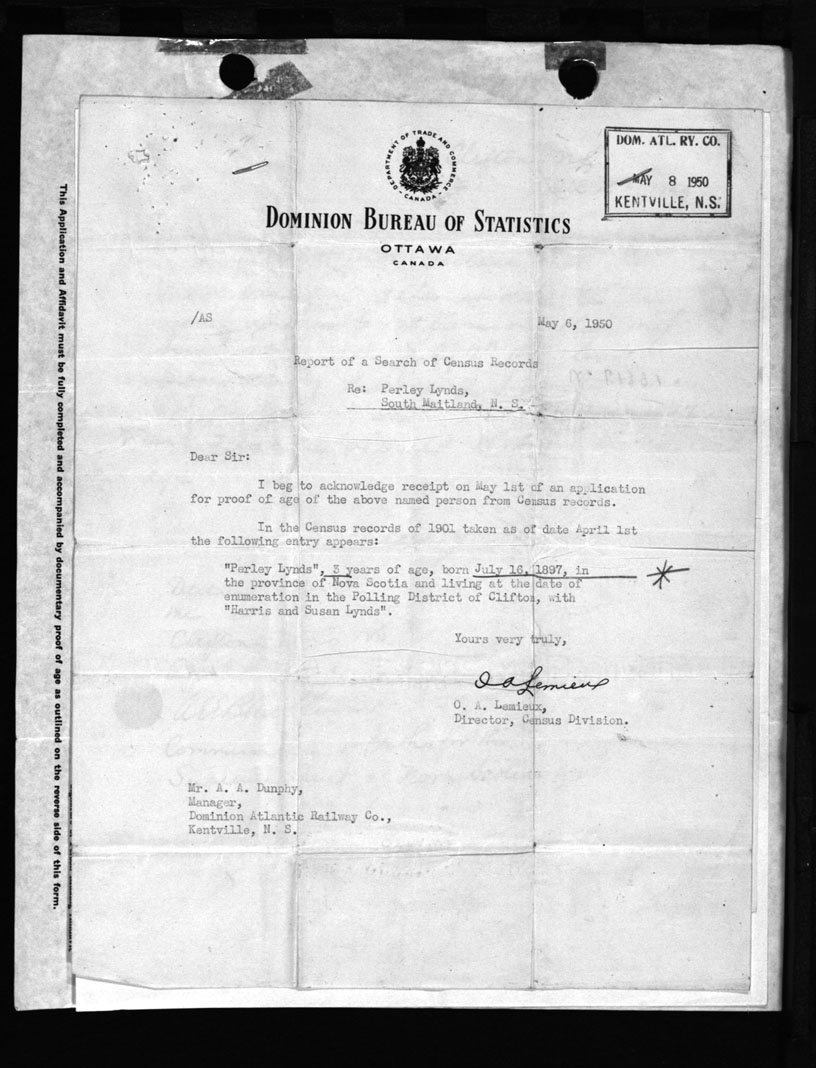 DEPARTMENT OF TRADE AND COMMERCE
CANADA
DOM. ATL. RY. CO.
MAY 8 1950
KENTVILLE, N.S.
DOMINION BUREAU OF STATISTICS
OTTAWA
CANADA
/AS
May 6, 1950
Report of a Search of Census Records
Re: Perley Lynds,
South Maitland, N. S.
Dear Sir:
I beg to acknowledge receipt on May 1st of an application
for proof of age of the above named person from Census records.
In the Census records of 1901 taken as of date April 1st
the following entry appears:
"Perley Lynds", 3 years of age, born July 16, 1897, in
the province of Nova Scotia and living at the date of
enumeration in the Polling District of Clifton, with
"Harris and Susan Lynds".
Yours very truly,
O A Lemieux
O. A. Lemieux,
Director, Census Division.
Mr. A. A. Dunphy,
Manager,
Dominion Atlantic Railway Co.,
Kentville, N. S.
This Application and Affidavit must be fully completed and accompanied by documentary proof of age as outlined on the reverse side of this form.